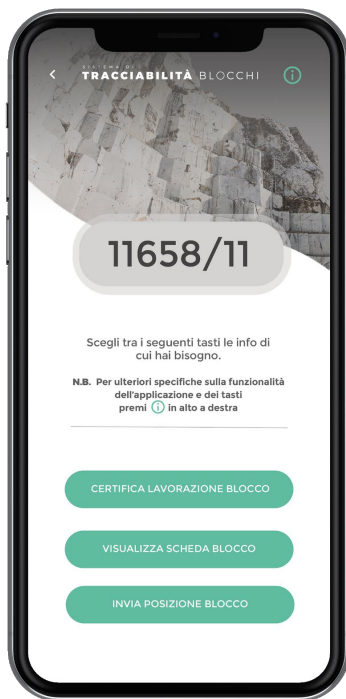 SISTEMA DI
TRACCIABILITÀ BLOCCHI
11658/11
Scegli tra i seguenti tasti le info di
cui hai bisogno.
N.B. Per ulteriori specifiche sulla funzionalità
dell'applicazione e dei tasti
premi i in alto a destra
CERTIFICA LAVORAZIONE BLOCCO
VISUALIZZA SCHEDA BLOCCO
INVIA POSIZIONE BLOCCO